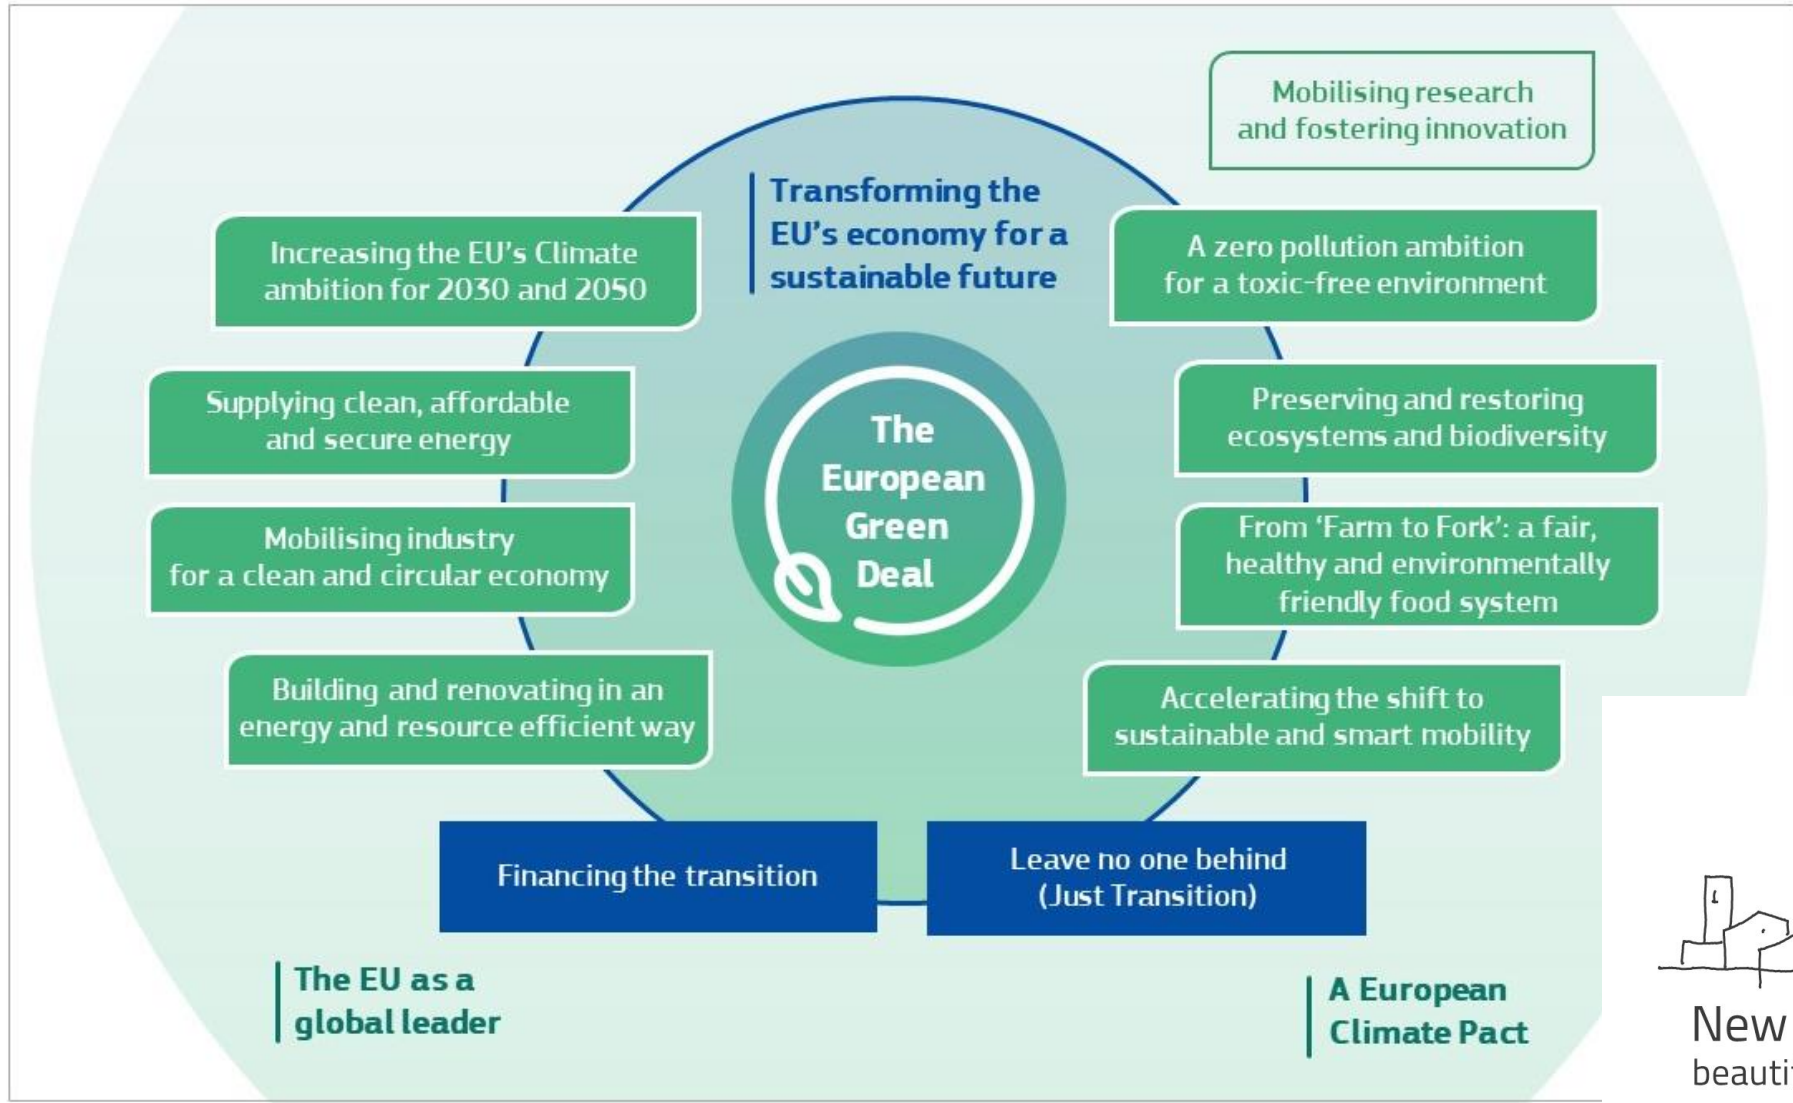 Mobilising research
and fostering innovation
Transforming the
EU's economy for a
sustainable future
Increasing the EU's Climate
ambition for 2030 and 2050
A zero pollution ambition
for a toxic-free environment
Supplying clean, affordable
and secure energy
Preserving and restoring
ecosystems and biodiversity
The
European
Green
Deal
Mobilising industry
for a clean and circular economy
From ‘Farm to Fork’: a fair,
healthy and environmentally
friendly food system
Building and renovating in an
energy and resource efficient way
Accelerating the shift to
sustainable and smart mobility
Financing the transition
Leave no one behind
(Just Transition)
The EU as a
global leader
A European
Climate Pact
New